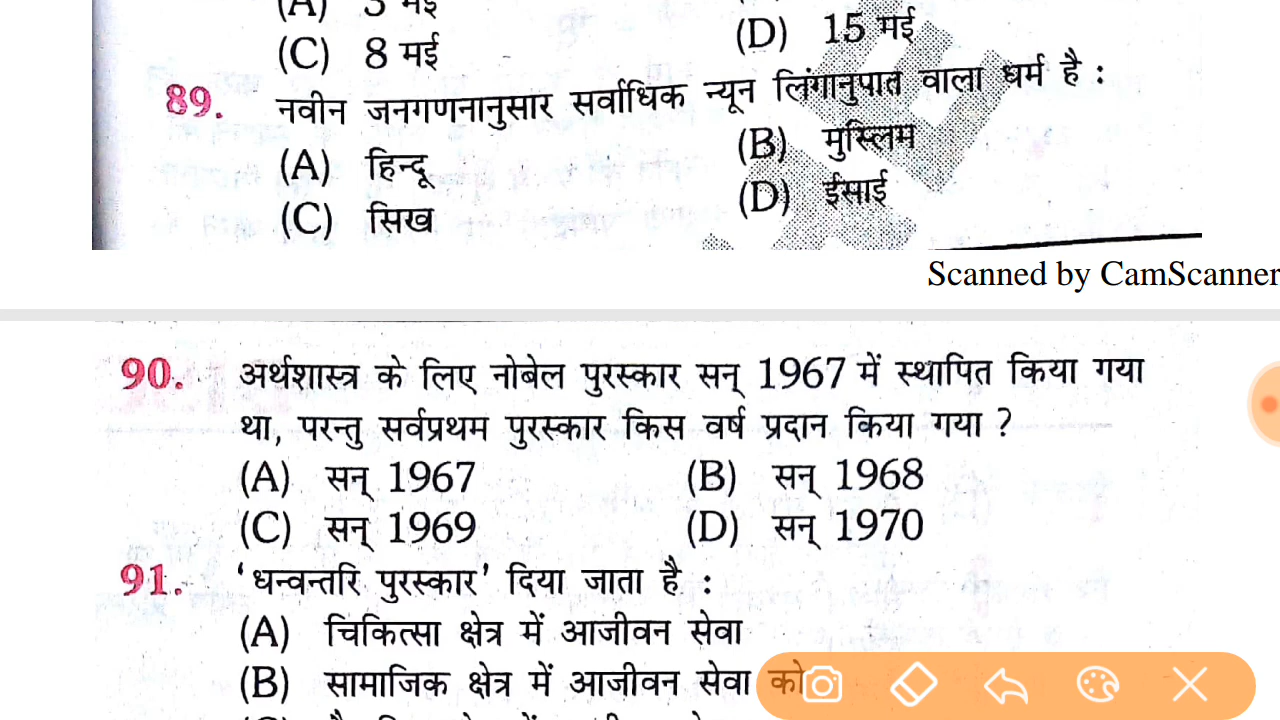 (A) 3 मई
(C) 8 मई (D) 15 मई
89. नवीन जनगणनानुसार सर्वाधिक न्यून लिंगानुपात वाला धर्म है :
(A) हिन्दू (B) मुस्लिम
(C) सिख (D) ईसाई
Scanned by CamScanner
90. अर्थशास्त्र के लिए नोबेल पुरस्कार सन् 1967 में स्थापित किया गया
था, परन्तु सर्वप्रथम पुरस्कार किस वर्ष प्रदान किया गया ?
(A) सन् 1967 (B) सन् 1968
(C) सन् 1969 (D) सन् 1970
91. ‘धन्वन्तरि पुरस्कार’ दिया जाता है :
(A) चिकित्सा क्षेत्र में आजीवन सेवा
(B) सामाजिक क्षेत्र में आजीवन सेवा को